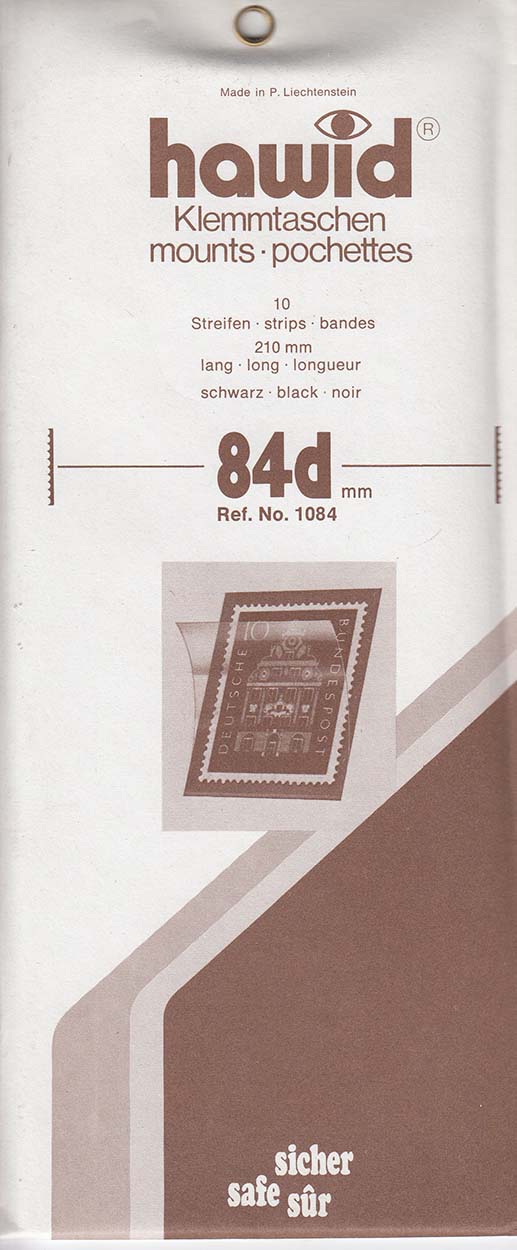 Made in P. Liechtenstein
hawid ®
Klemmtaschen
mounts · pochettes
10
Streifen · strips · bandes
210 mm
lang · long · longueur
schwarz · black · noir
84d mm
Ref. No. 1084
10
DEUTSCHE
BUNDESPOST
sicher
safe sûr